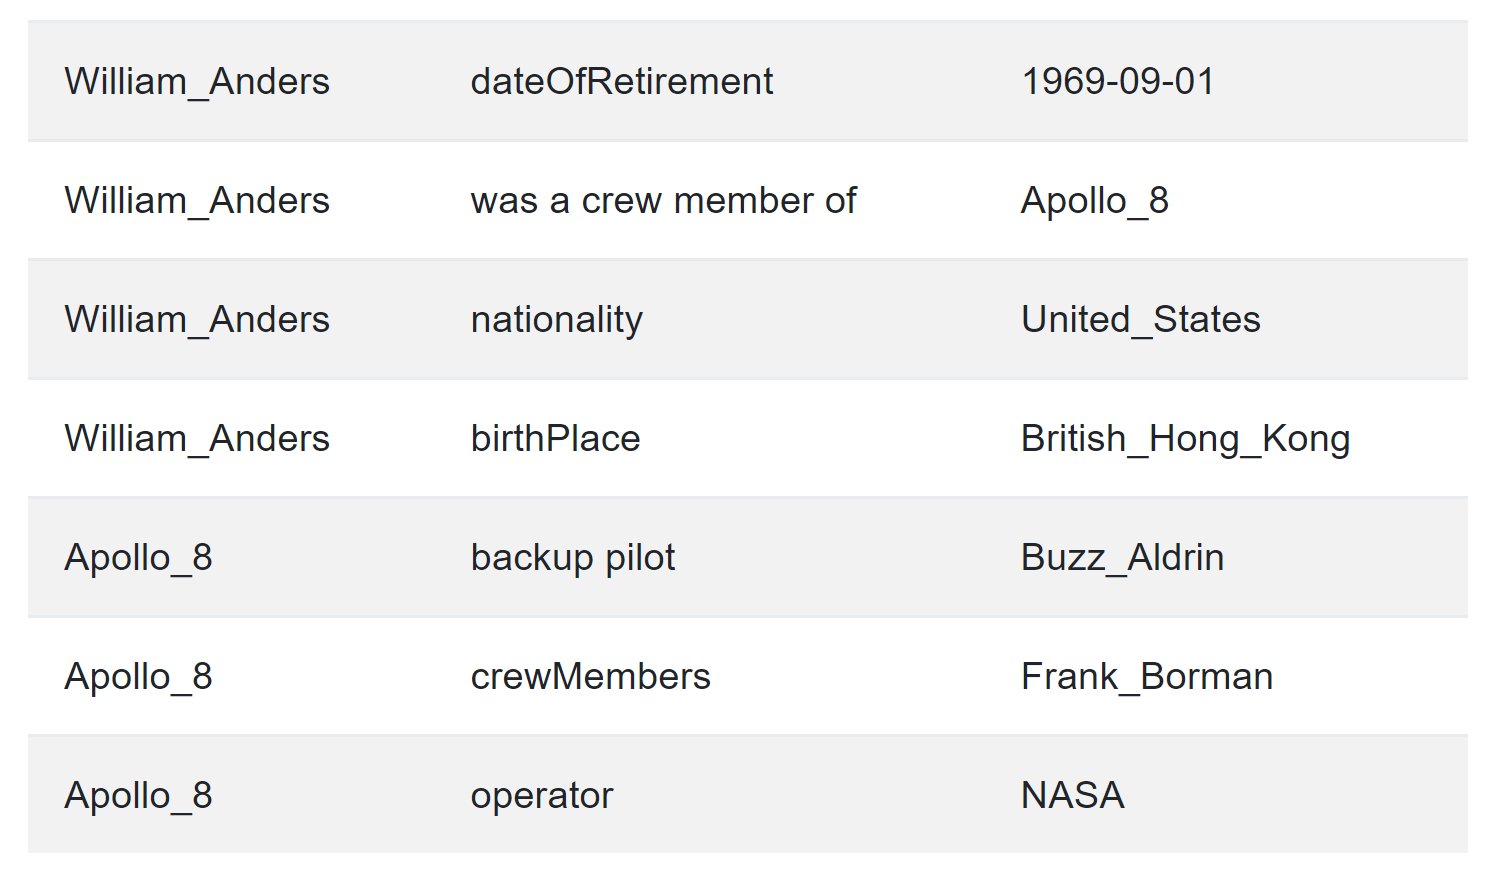 William_Anders dateOfRetirement 1969-09-01
William_Anders was a crew member of Apollo_8
William_Anders nationality United_States
William_Anders birthPlace British_Hong_Kong
Apollo_8 backup pilot Buzz_Aldrin
Apollo_8 crewMembers Frank_Borman
Apollo_8 operator NASA